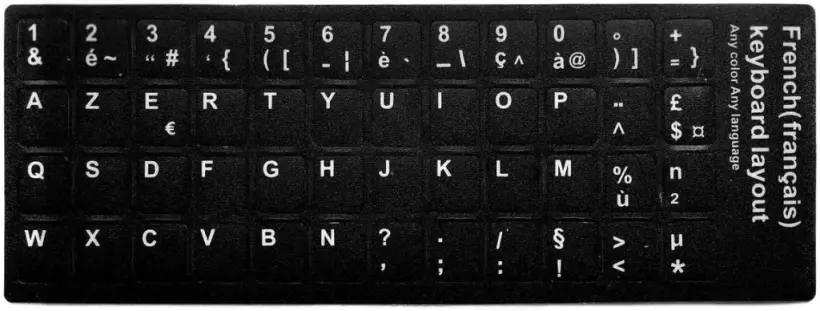 1 2 3 4 5 6 7 8 9 0 ° +
& é ~ “ # ‘ { ( [ - ¦ è ` _ \ ç ^ à @ ) ] = }
A Z E R T Y U I O P ¨ £
€ ^ $ ¤
Q S D F G H J K L M % n
ù 2
W X C V B N ? . / § > µ
, ; : ! < *
French(français)
keyboard layout
Any color Any language